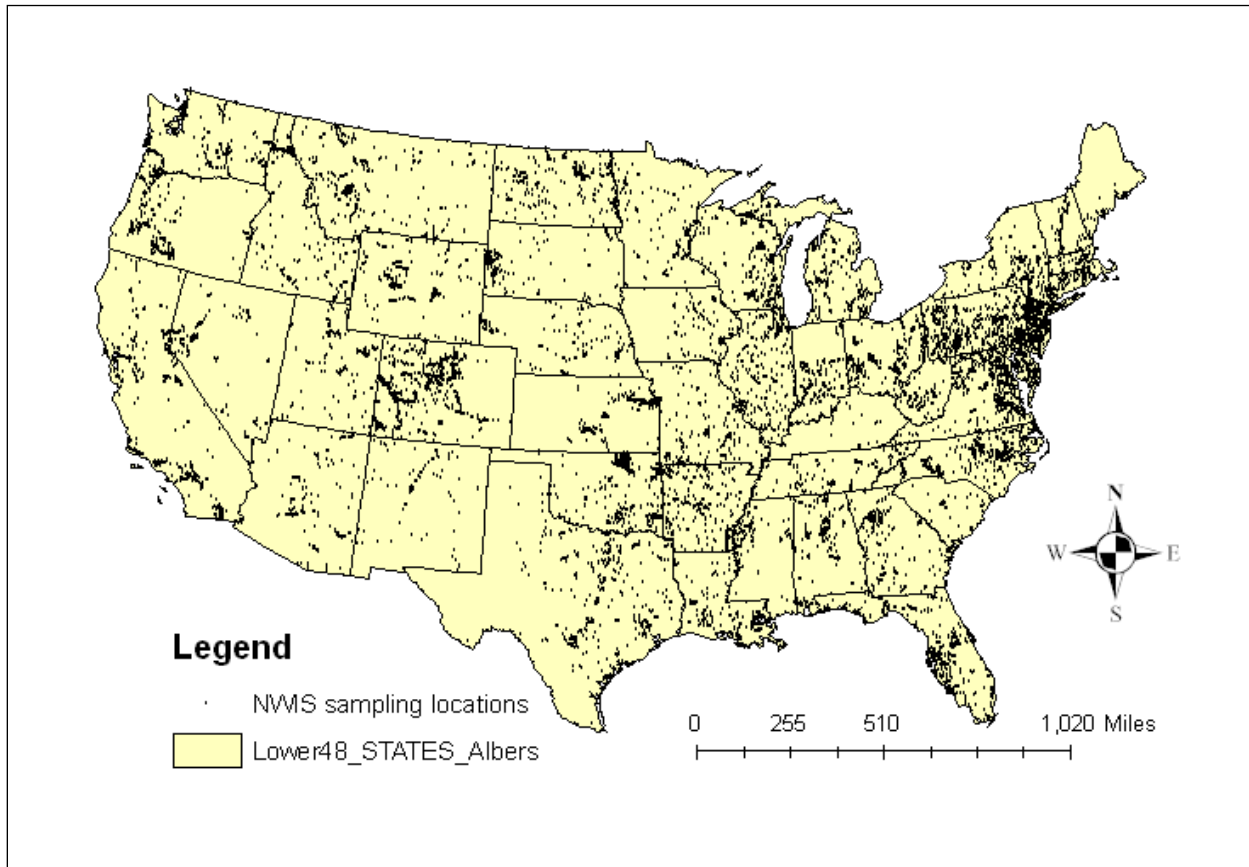 N
W E
S
Legend
NWIS sampling locations
Lower48_STATES_Albers
0 255 510 1,020 Miles